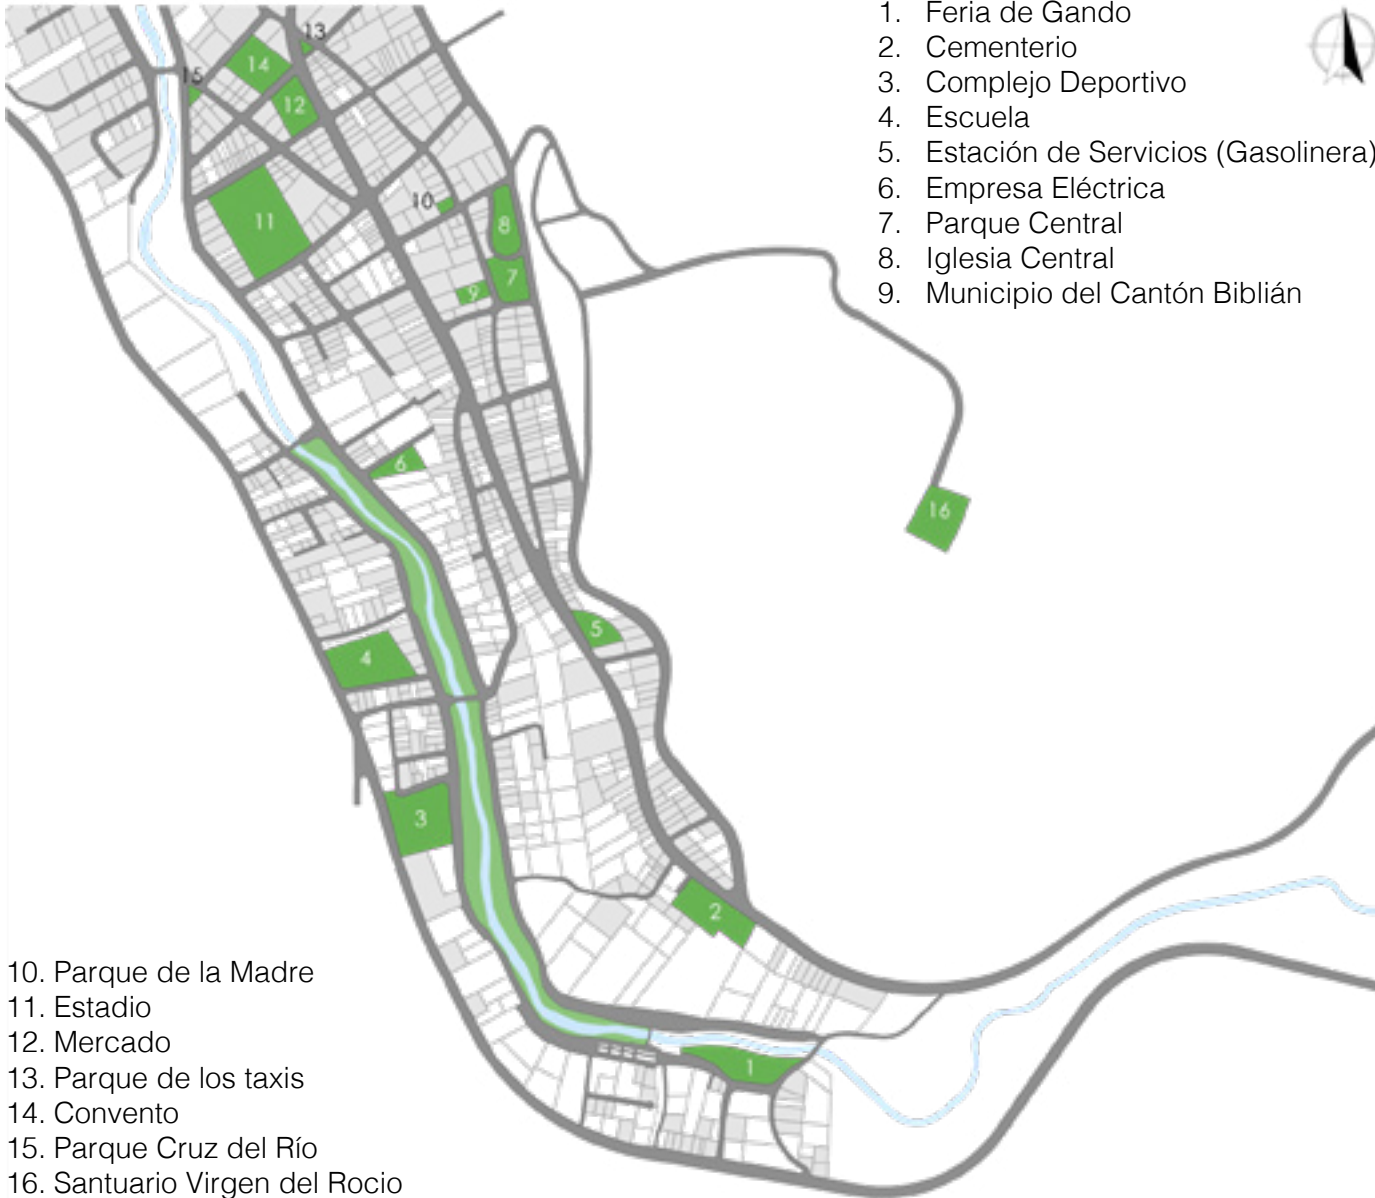 1. Feria de Gando
2. Cementerio
3. Complejo Deportivo
4. Escuela
5. Estación de Servicios (Gasolinera)
6. Empresa Eléctrica
7. Parque Central
8. Iglesia Central
9. Municipio del Cantón Biblián
13
14
15
12
10
11
8
7
9
6
16
5
4
3
2
1
10. Parque de la Madre
11. Estadio
12. Mercado
13. Parque de los taxis
14. Convento
15. Parque Cruz del Río
16. Santuario Virgen del Rocio